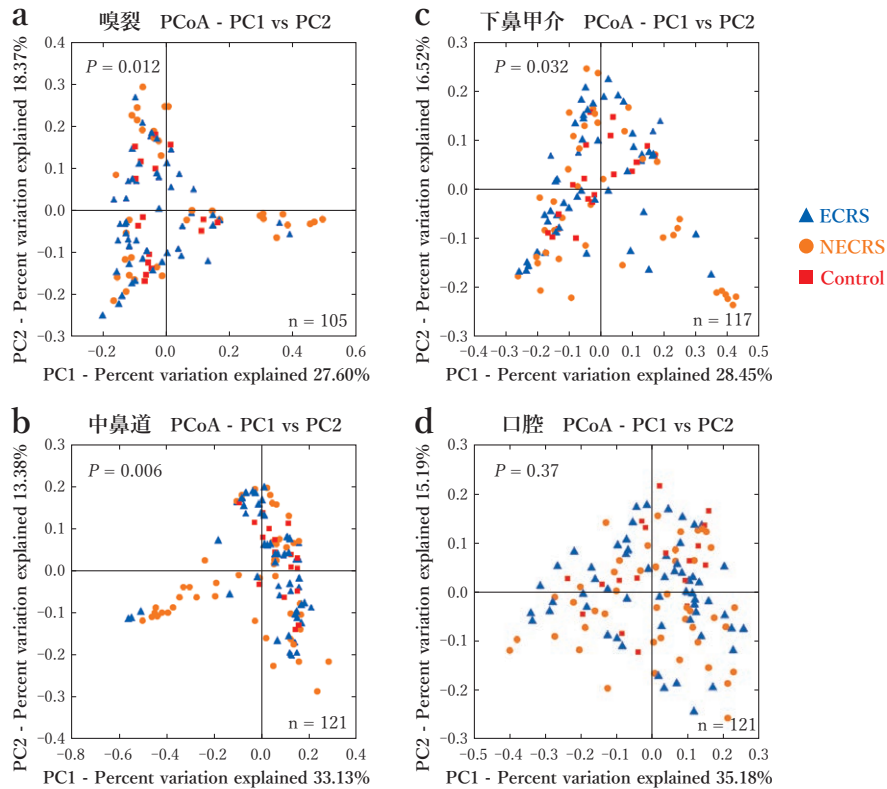 a
嗅裂 PCoA - PC1 vs PC2
P = 0.012
PC2 - Percent variation explained 18.37%
0.4
0.3
0.2
0.1
0.0
−0.1
−0.2
−0.3
n = 105
−0.2
0.0
0.2
0.4
0.6
PC1 - Percent variation explained 27.60%
c
下鼻甲介 PCoA - PC1 vs PC2
P = 0.032
PC2 - Percent variation explained 16.52%
0.3
0.2
0.1
0.0
−0.1
−0.2
−0.3
n = 117
−0.4
−0.3
−0.2
−0.1
0.0
0.1
0.2
0.3
0.4
0.5
PC1 - Percent variation explained 28.45%
ECRS
NECRS
Control
b
中鼻道 PCoA - PC1 vs PC2
P = 0.006
PC2 - Percent variation explained 13.38%
0.3
0.2
0.1
0.0
−0.1
−0.2
−0.3
−0.4
n = 121
−0.8
−0.6
−0.4
−0.2
0.0
0.2
0.4
PC1 - Percent variation explained 33.13%
d
口腔 PCoA - PC1 vs PC2
P = 0.37
PC2 - Percent variation explained 15.19%
0.3
0.2
0.1
0.0
−0.1
−0.2
−0.3
n = 121
−0.5
−0.4
−0.3
−0.2
−0.1
0.0
0.1
0.2
0.3
PC1 - Percent variation explained 35.18%